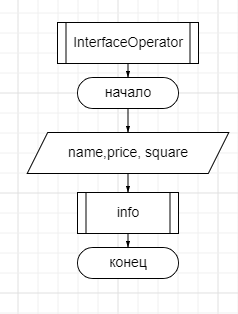 InterfaceOperator
начало
name,price, square
info
конец